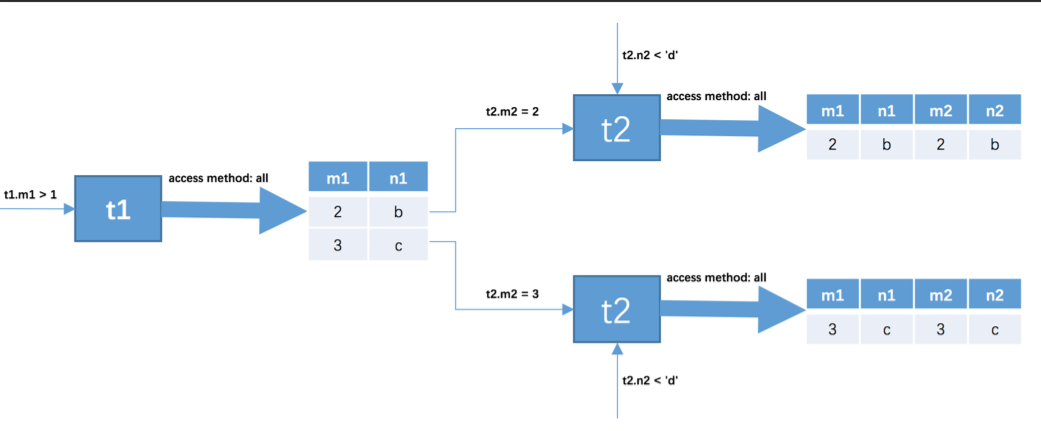 t1.m1 > 1
t1
access method: all
m1 n1
2 b
3 c
t2.m2 = 2
t2.n2 < 'd'
t2
access method: all
m1 n1 m2 n2
2 b 2 b
t2.m2 = 3
t2
access method: all
m1 n1 m2 n2
3 c 3 c
t2.n2 < 'd'